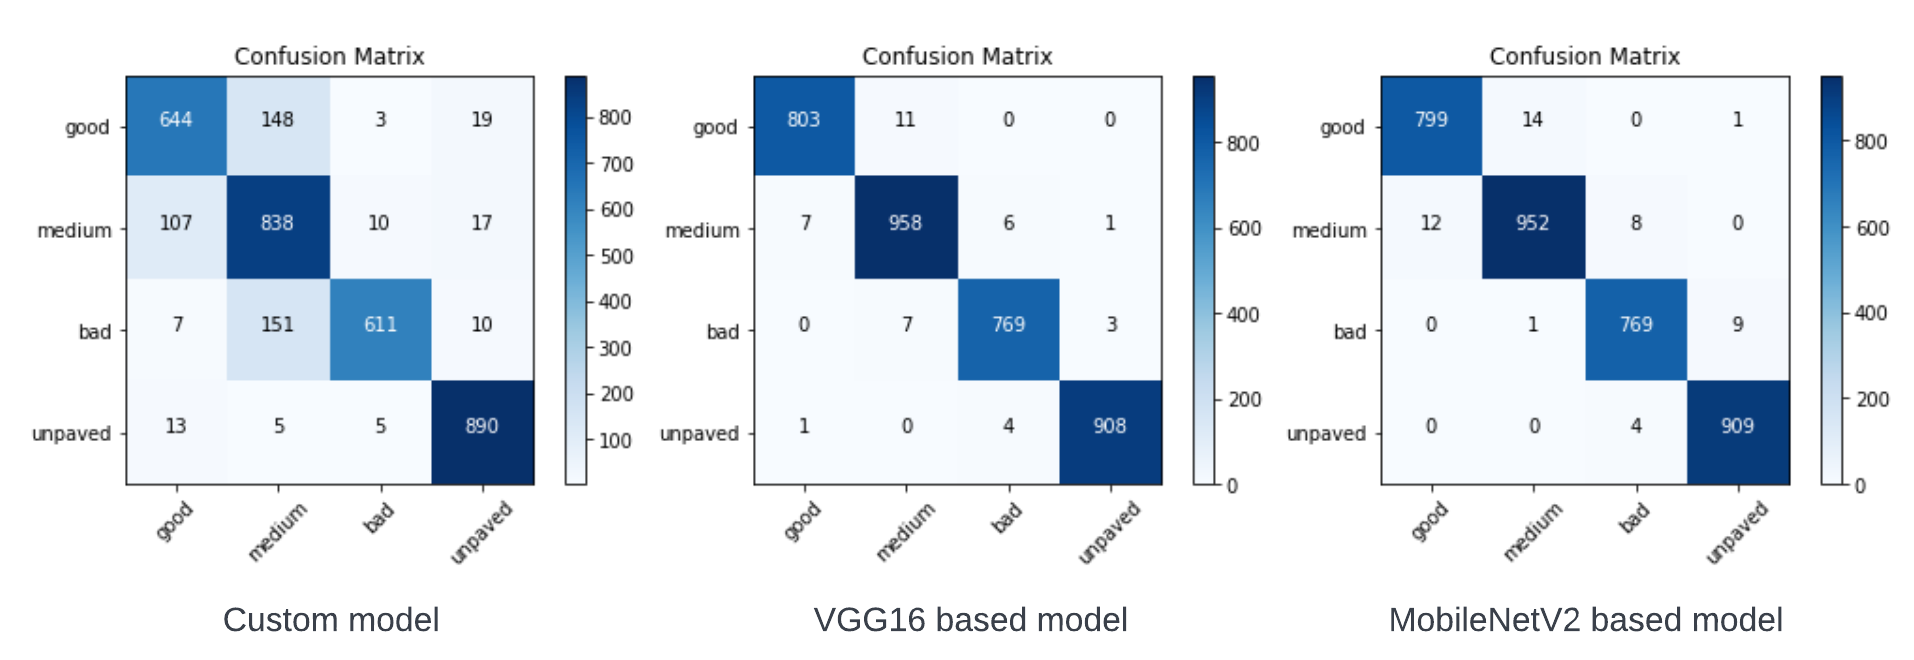 Confusion Matrix
good 644 148 3 19
medium 107 838 10 17
bad 7 151 611 10
unpaved 13 5 5 890
good medium bad unpaved
800
700
600
500
400
300
200
100
Custom model
Confusion Matrix
good 803 11 0 0
medium 7 958 6 1
bad 0 7 769 3
unpaved 1 0 4 908
good medium bad unpaved
800
600
400
200
0
VGG16 based model
Confusion Matrix
good 799 14 0 1
medium 12 952 8 0
bad 0 1 769 9
unpaved 0 0 4 909
good medium bad unpaved
800
600
400
200
0
MobileNetV2 based model